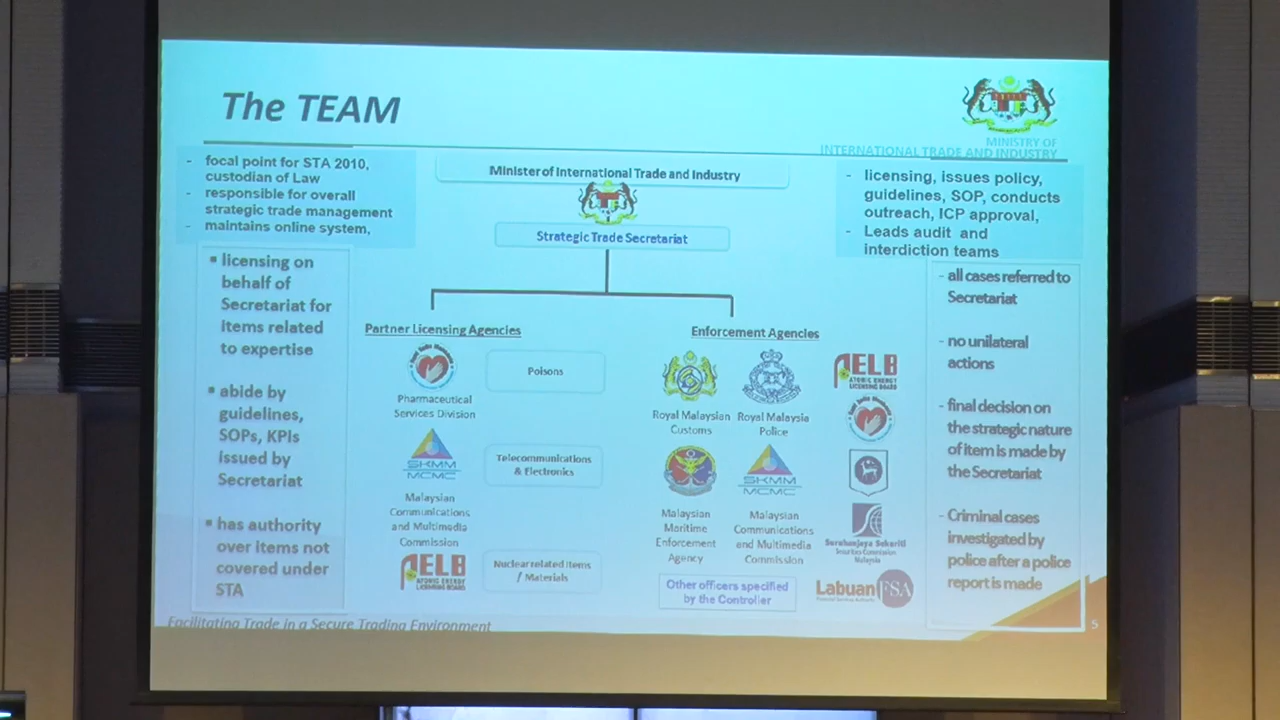 The TEAM
MINISTRY OF
INTERNATIONAL TRADE AND INDUSTRY
- focal point for STA 2010,
custodian of Law
- responsible for overall
strategic trade management
- maintains online system,
Minister of International Trade and Industry
Strategic Trade Secretariat
- licensing, issues policy,
guidelines, SOP, conducts
outreach, ICP approval,
- Leads audit and
interdiction teams
▪ licensing on
behalf of
Secretariat for
items related
to expertise
▪ abide by
guidelines,
SOPs, KPIs
issued by
Secretariat
▪ has authority
over items not
covered under
STA
Partner Licensing Agencies
Pharmaceutical
Services Division
Poisons
SKMM
MCMC
Malaysian
Communications
and Multimedia
Commission
Telecommunications
& Electronics
AELB
ATOMIC ENERGY
LICENSING BOARD
Nuclear related Items
/ Materials
Enforcement Agencies
Royal Malaysian
Customs
Royal Malaysia
Police
AELB
ATOMIC ENERGY
LICENSING BOARD
Malaysian
Maritime
Enforcement
Agency
SKMM
MCMC
Malaysian
Communications
and Multimedia
Commission
Suruhanjaya Sekuriti
Securities Commission
Malaysia
Other officers specified
by the Controller
Labuan FSA
- all cases referred to
Secretariat
- no unilateral
actions
- final decision on
the strategic nature
of item is made by
the Secretariat
- Criminal cases
investigated by
police after a police
report is made
Facilitating Trade in a Secure Trading Environment
5